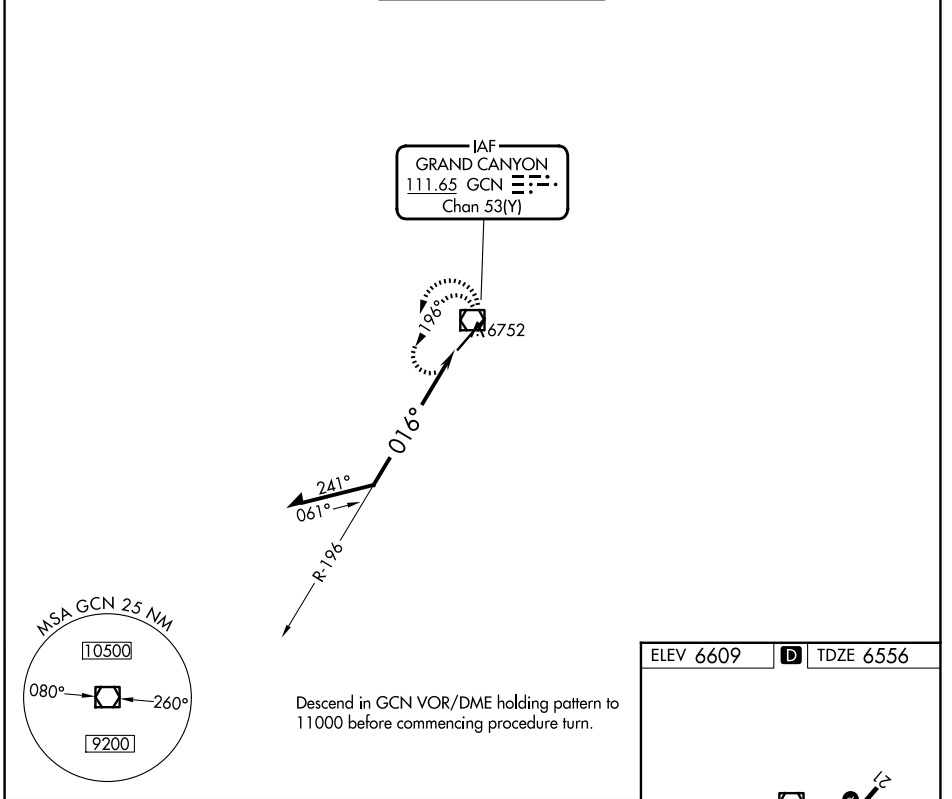 IAF
GRAND CANYON
111.65 GCN
Chan 53(Y)
196°
6752
016°
241°
061°
R-196
MSA GCN 25 NM
10500
080°
260°
9200
Descend in GCN VOR/DME holding pattern to
11000 before commencing procedure turn.
ELEV 6609 D TDZE 6556
21